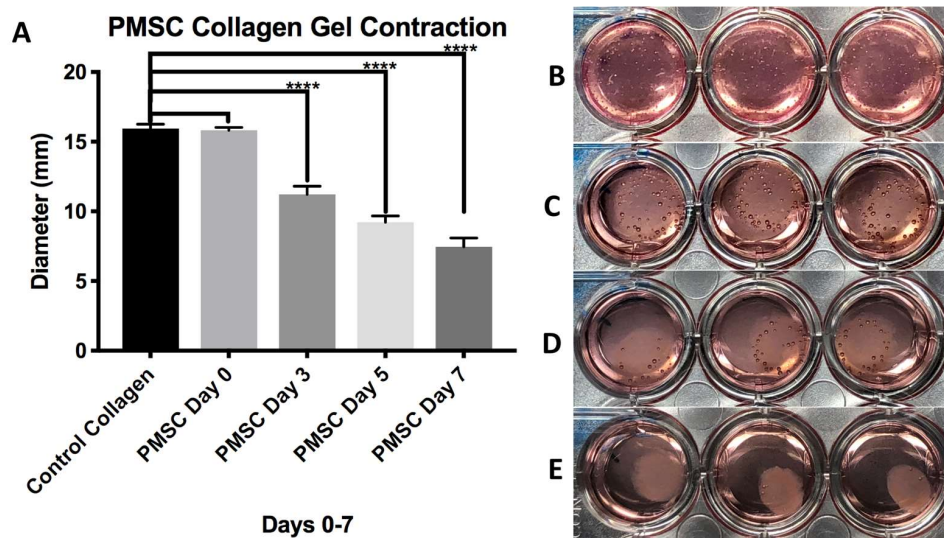 A
PMSC Collagen Gel Contraction
****
****
****
20
15
10
5
0
Diameter (mm)
Control Collagen
PMSC Day 0
PMSC Day 3
PMSC Day 5
PMSC Day 7
Days 0-7
B
C
D
E